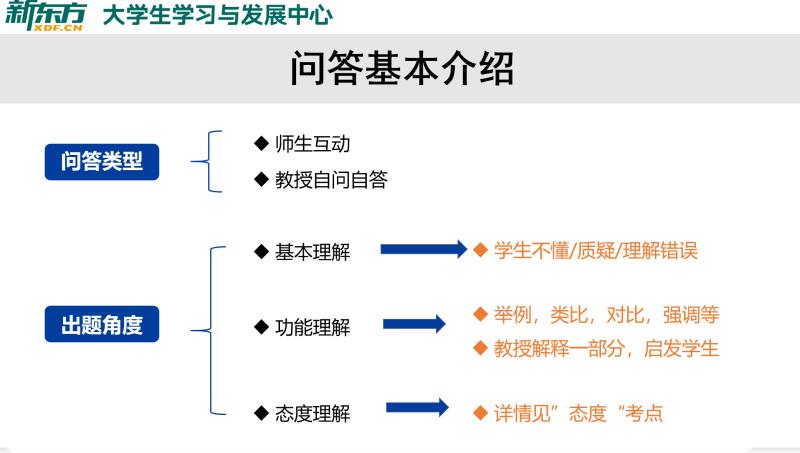 新东方 XDF.CN 大学生学习与发展中心
问答基本介绍
问答类型
◆ 师生互动
◆ 教授自问自答
出题角度
◆ 基本理解
◆ 学生不懂/质疑/理解错误
◆ 功能理解
◆ 举例，类比，对比，强调等
◆ 教授解释一部分，启发学生
◆ 态度理解
◆ 详情见”态度“考点